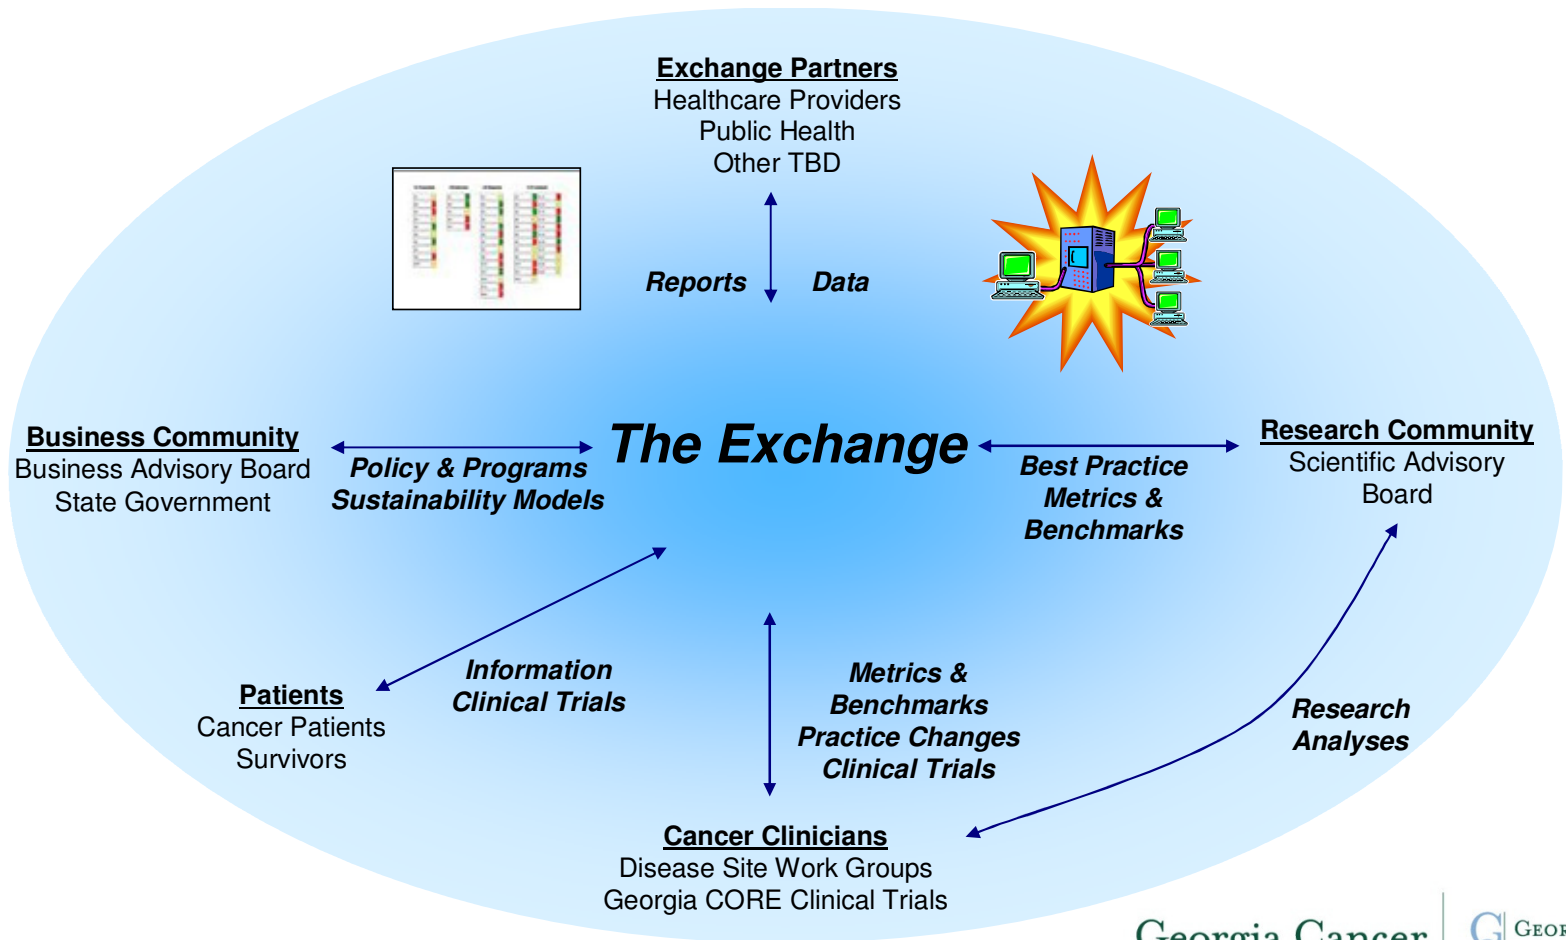 Exchange Partners
Healthcare Providers
Public Health
Other TBD
Reports
Data
The Exchange
Business Community
Business Advisory Board
State Government
Policy & Programs
Sustainability Models
Best Practice
Metrics &
Benchmarks
Research Community
Scientific Advisory
Board
Information
Clinical Trials
Patients
Cancer Patients
Survivors
Metrics &
Benchmarks
Practice Changes
Clinical Trials
Research
Analyses
Cancer Clinicians
Disease Site Work Groups
Georgia CORE Clinical Trials
Georgia Cancer